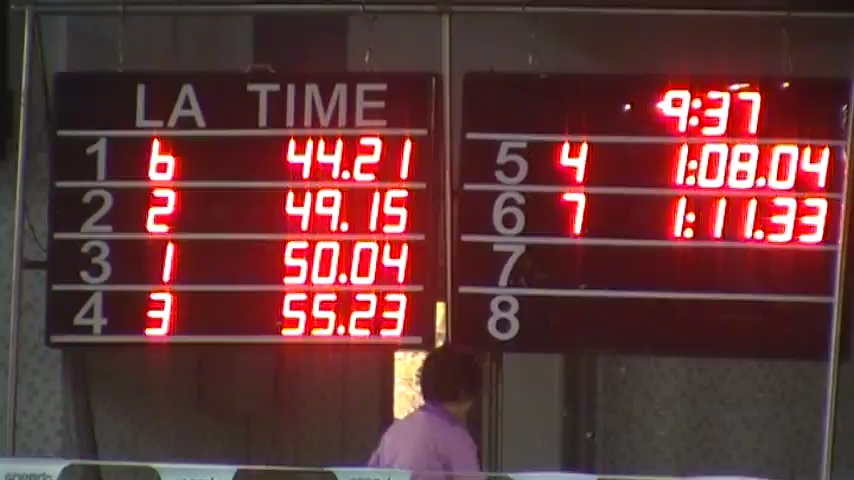 LA TIME
1 6 44.21
2 2 49.15
3 1 50.04
4 3 55.23
9:37
5 4 1:08.04
6 7 1:11.33
7
8
speedo